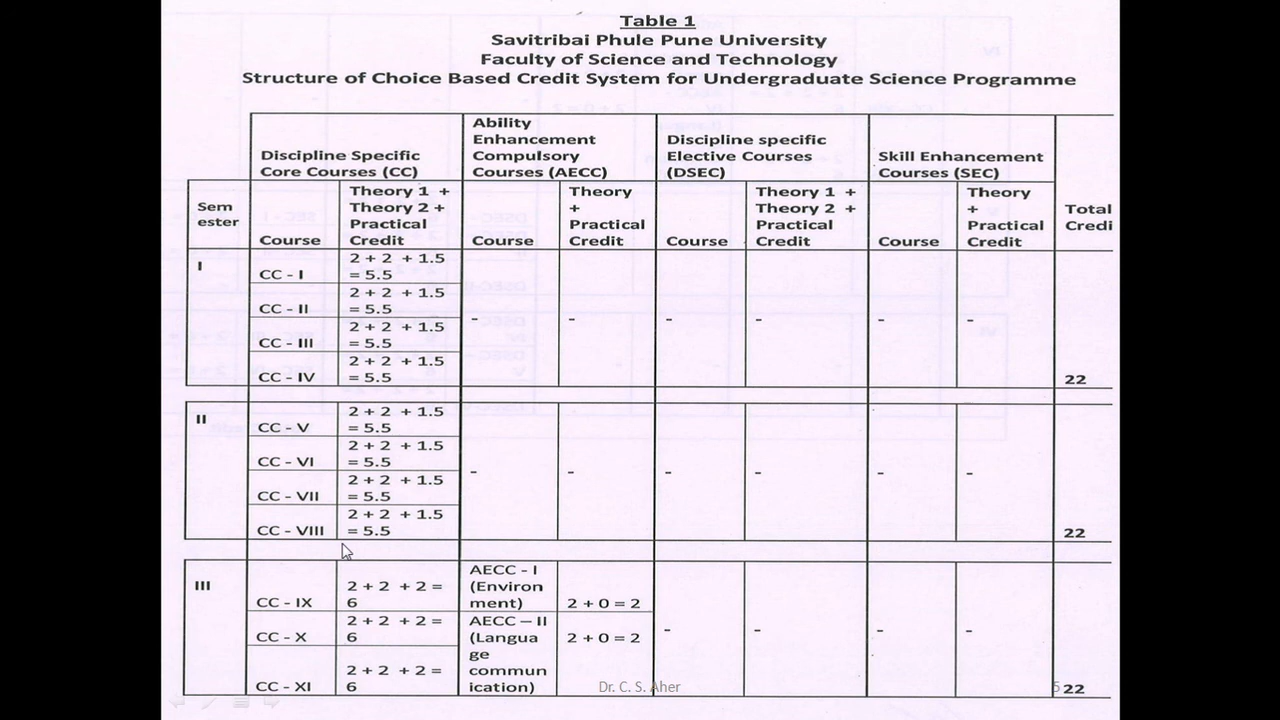 Table 1
Savitribai Phule Pune University
Faculty of Science and Technology
Structure of Choice Based Credit System for Undergraduate Science Programme
Discipline Specific
Core Courses (CC)
Ability
Enhancement
Compulsory
Courses (AECC)
Discipline specific
Elective Courses
(DSEC)
Skill Enhancement
Courses (SEC)
Sem
ester
Course
Theory 1 +
Theory 2 +
Practical
Credit
Course
Theory
+
Practical
Credit
Course
Theory 1 +
Theory 2 +
Practical
Credit
Course
Theory
+
Practical
Credit
Total
Credi
I
CC - I
2 + 2 + 1.5
= 5.5
CC - II
2 + 2 + 1.5
= 5.5
CC - III
2 + 2 + 1.5
= 5.5
CC - IV
2 + 2 + 1.5
= 5.5
- - - - - -
22
II
CC - V
2 + 2 + 1.5
= 5.5
CC - VI
2 + 2 + 1.5
= 5.5
CC - VII
2 + 2 + 1.5
= 5.5
CC - VIII
2 + 2 + 1.5
= 5.5
- - - - - -
22
III
CC - IX
2 + 2 + 2 =
6
AECC - I
(Environ
ment)
2 + 0 = 2
CC - X
2 + 2 + 2 =
6
AECC – II
(Langua
ge
commun
ication)
2 + 0 = 2
CC - XI
2 + 2 + 2 =
6
- - - -
22
Dr. C. S. Aher
5